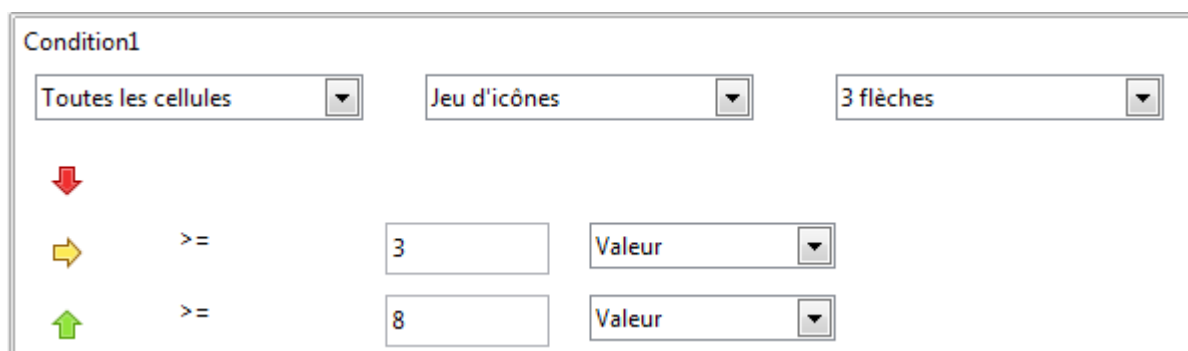 Condition1
Toutes les cellules Jeu d'icônes 3 flèches
>= 3 Valeur
>= 8 Valeur